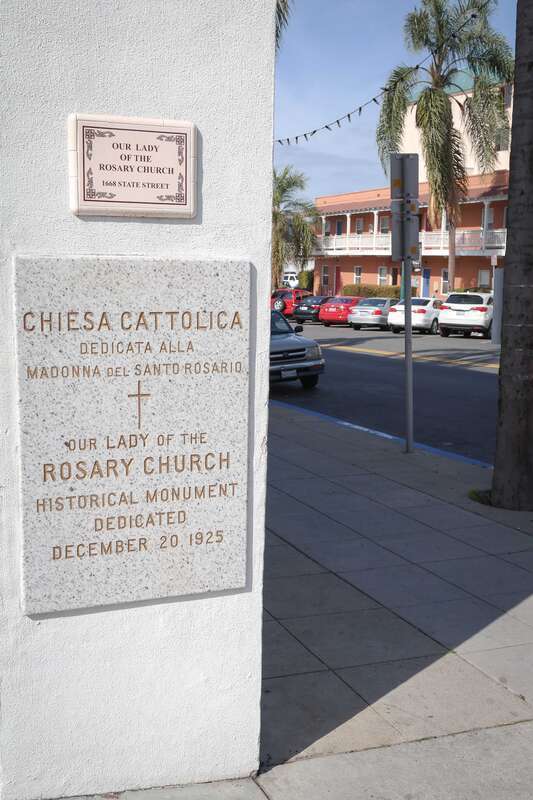 OUR LADY
OF THE
ROSARY CHURCH
1668 STATE STREET
CHIESA CATTOLICA
DEDICATA ALLA
MADONNA DEL SANTO ROSARIO
OUR LADY OF THE
ROSARY CHURCH
HISTORICAL MONUMENT
DEDICATED
DECEMBER 20 1925